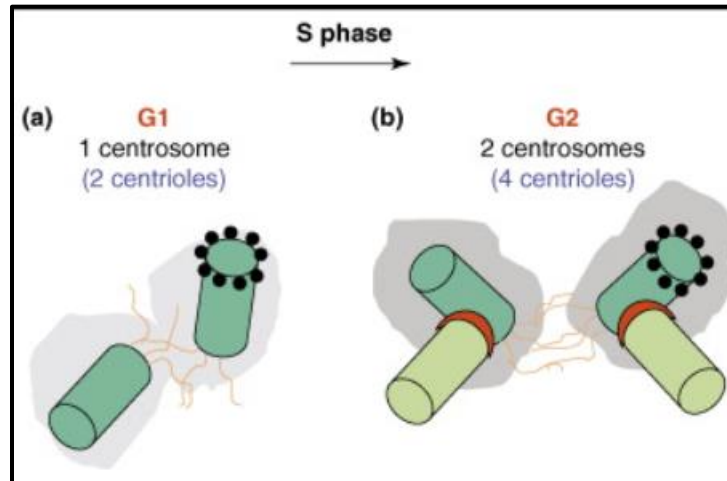 S phase
(a)
G1
1 centrosome
(2 centrioles)
(b)
G2
2 centrosomes
(4 centrioles)